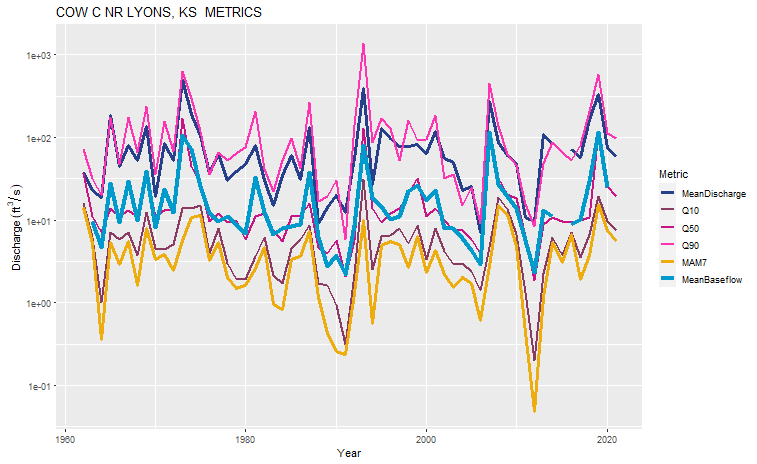 COW C NR LYONS, KS  METRICS
Discharge (ft³/s)
1e+03
1e+02
1e+01
1e+00
1e-01
1960
1980
2000
2020
Year
Metric
MeanDischarge
Q10
Q50
Q90
MAM7
MeanBaseflow